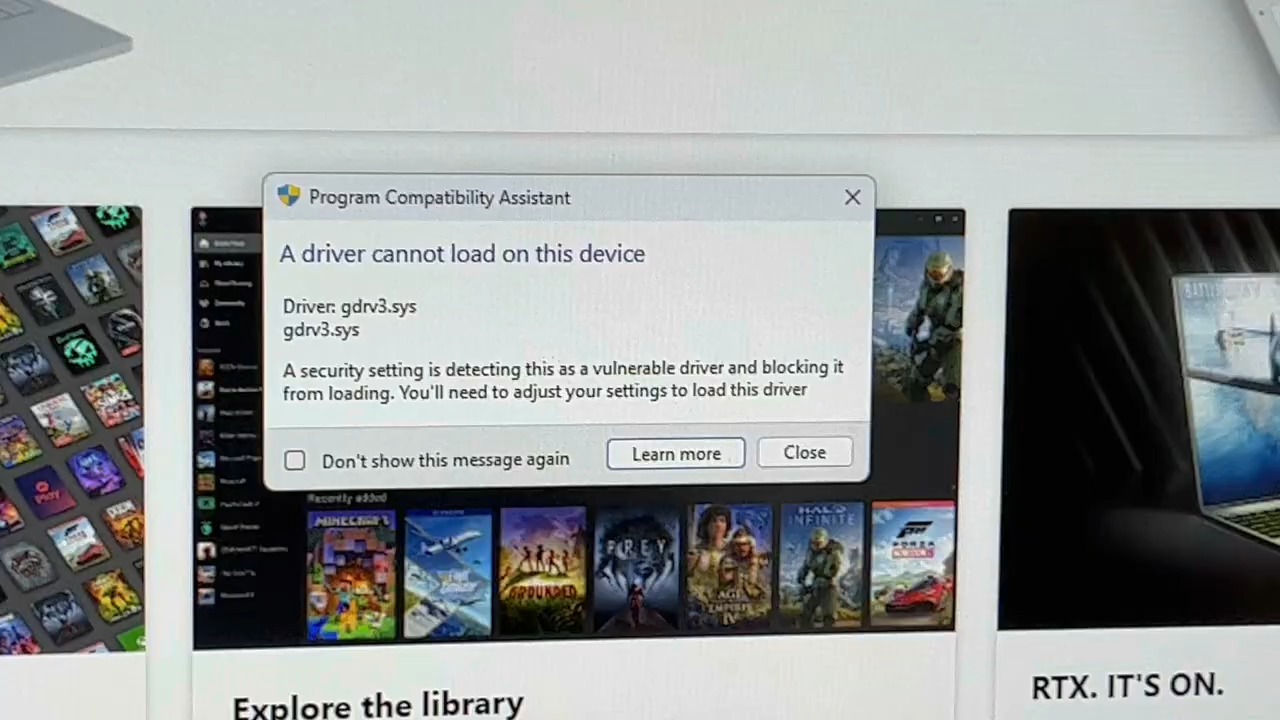 Program Compatibility Assistant
A driver cannot load on this device
Driver: gdrv3.sys
gdrv3.sys
A security setting is detecting this as a vulnerable driver and blocking it
from loading. You'll need to adjust your settings to load this driver
Don't show this message again
Learn more
Close
Recently added
MINECRAFT
GROUNDED
PREY
AGE
EMPIRES
IV
HALO
INFINITE
FORZA
Explore the library
RTX. IT'S ON.